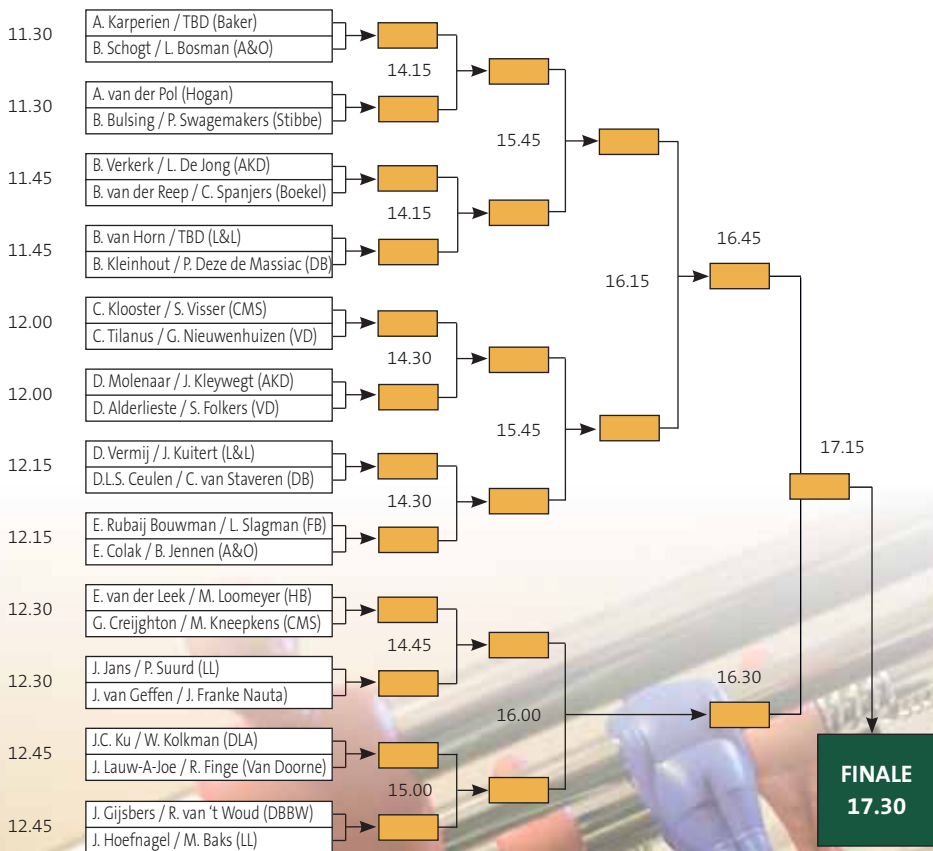 11.30
A. Karperien / TBD (Baker)
B. Schogt / L. Bosman (A&O)
14.15
11.30
A. van der Pol (Hogan)
B. Bulsing / P. Swagemakers (Stibbe)
15.45
11.45
B. Verkerk / L. De Jong (AKD)
B. van der Reep / C. Spanjers (Boekel)
14.15
11.45
B. van Horn / TBD (L&L)
B. Kleinhout / P. Deze de Massiac (DB)
16.45
16.15
12.00
C. Klooster / S. Visser (CMS)
C. Tilanus / G. Nieuwenhuizen (VD)
14.30
12.00
D. Molenaar / J. Kleywegt (AKD)
D. Alderlieste / S. Folkers (VD)
15.45
17.15
12.15
D. Vermij / J. Kuitert (L&L)
D.L.S. Ceulen / C. van Staveren (DB)
14.30
12.15
E. Rubaij Bouwman / L. Slagman (FB)
E. Colak / B. Jennen (A&O)
12.30
E. van der Leek / M. Loomeyer (HB)
G. Creijghton / M. Kneepkens (CMS)
14.45
12.30
J. Jans / P. Suurd (LL)
J. van Geffen / J. Franke Nauta)
16.30
16.00
12.45
J.C. Ku / W. Kolkman (DLA)
J. Lauw-A-Joe / R. Finge (Van Doorne)
15.00
12.45
J. Gijsbers / R. van ‘t Woud (DBBW)
J. Hoefnagel / M. Baks (LL)
FINALE
17.30